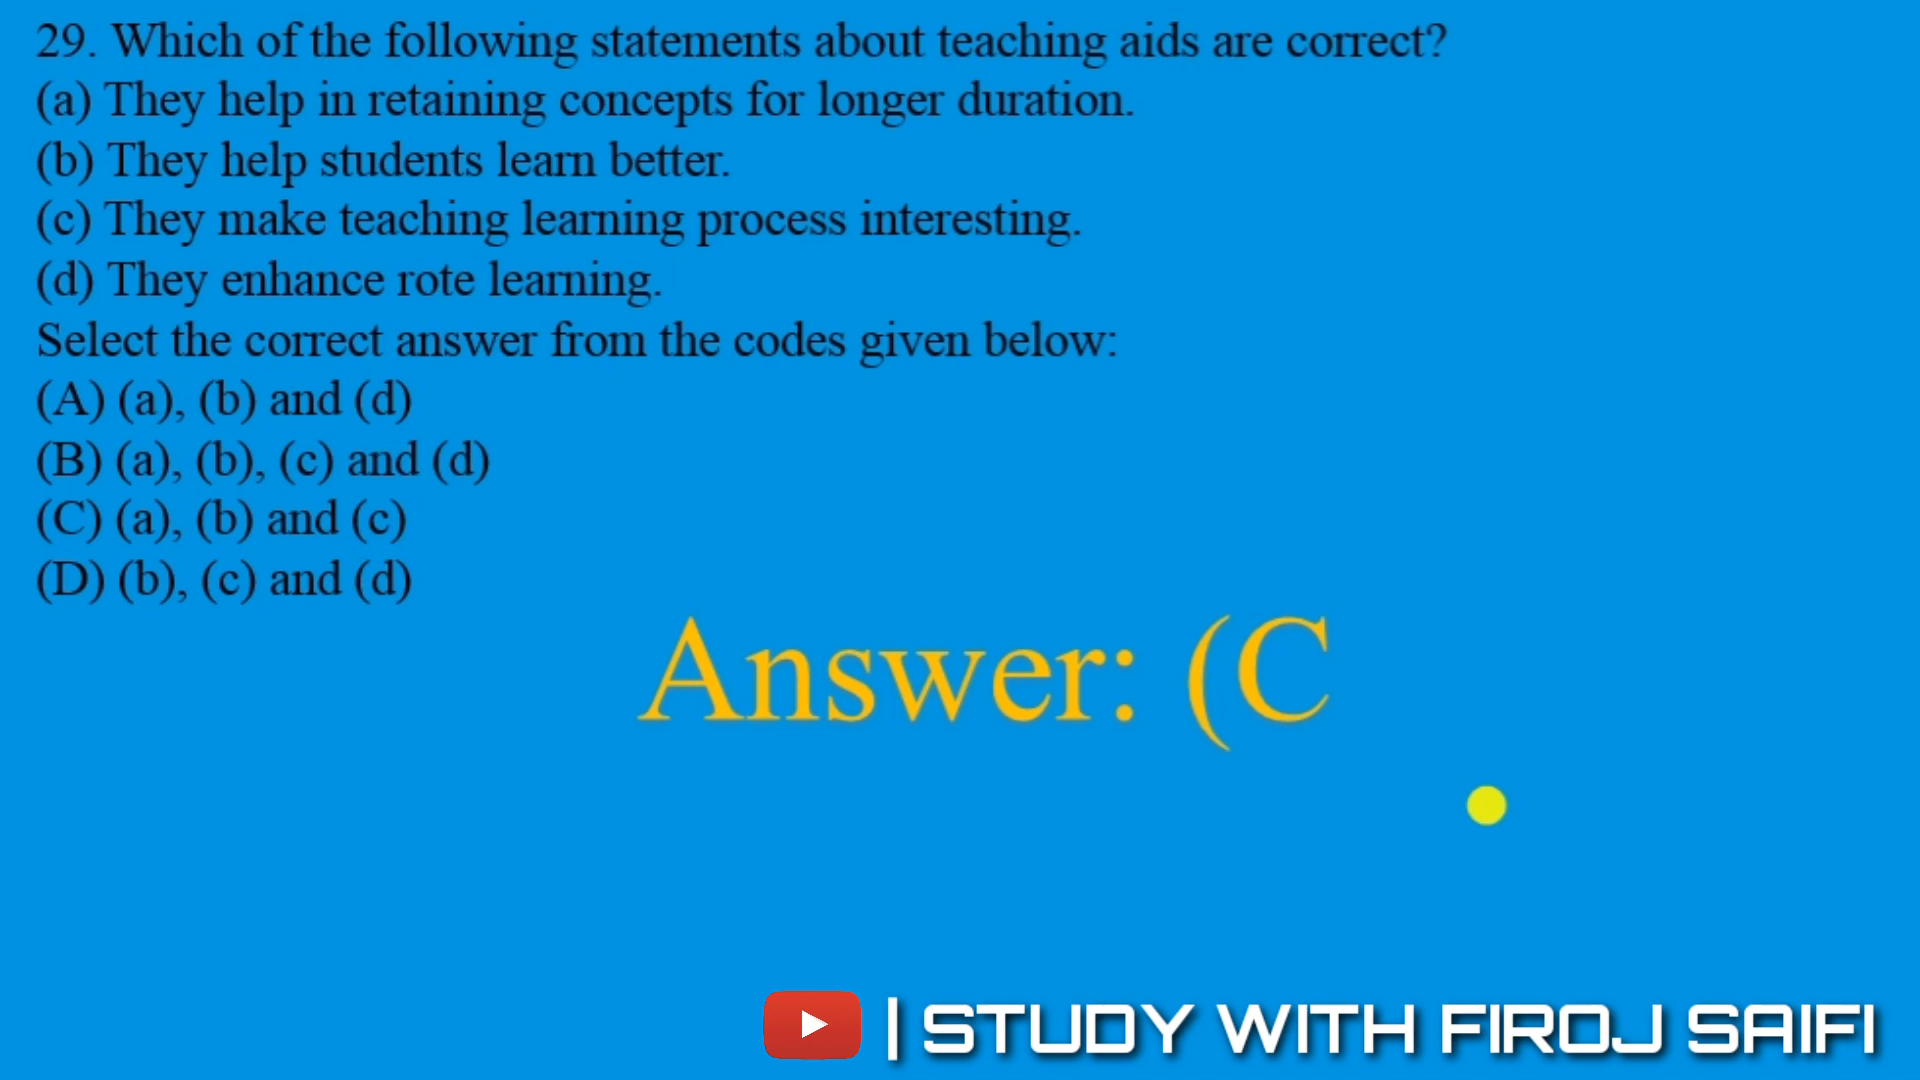 29. Which of the following statements about teaching aids are correct?
(a) They help in retaining concepts for longer duration.
(b) They help students learn better.
(c) They make teaching learning process interesting.
(d) They enhance rote learning.
Select the correct answer from the codes given below:
(A) (a), (b) and (d)
(B) (a), (b), (c) and (d)
(C) (a), (b) and (c)
(D) (b), (c) and (d)
Answer: (C
| STUDY WITH FIROJ SAIFI